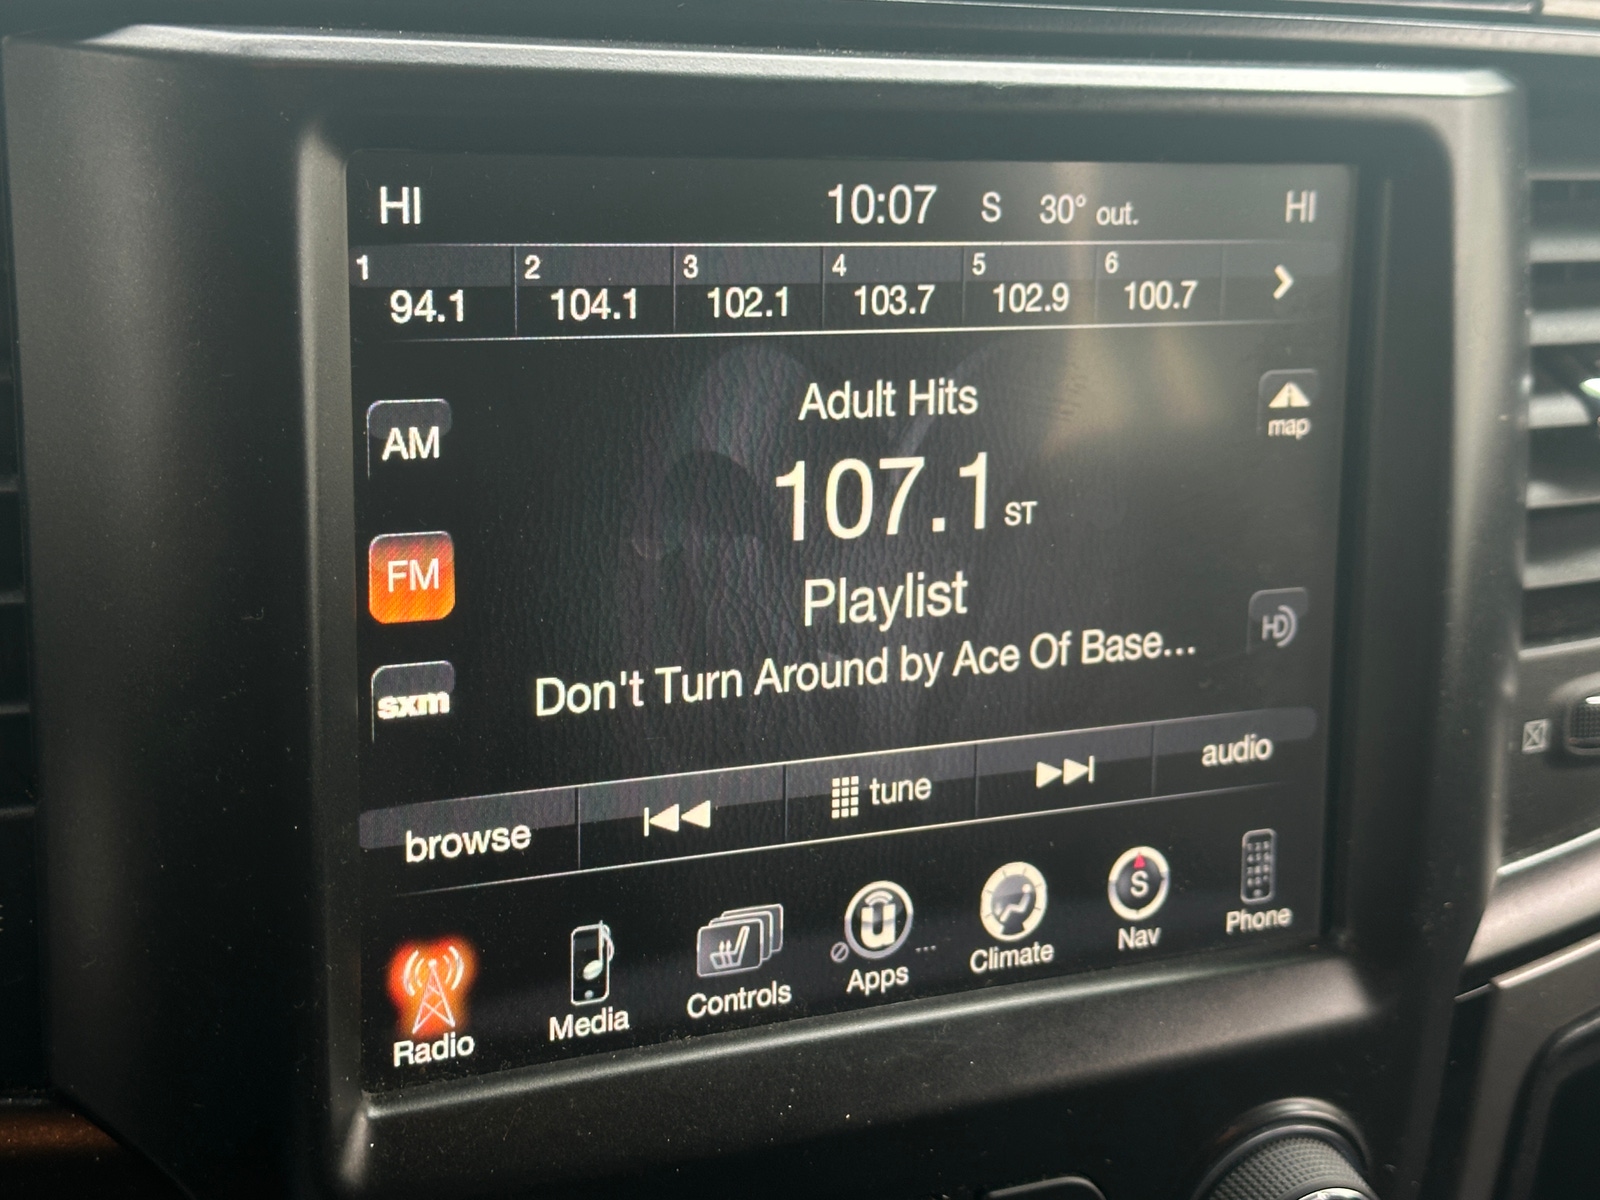 HI 10:07 S 30° out. HI
1 2 3 4 5 6
94.1 104.1 102.1 103.7 102.9 100.7
Adult Hits
map
AM
107.1 ST
FM
Playlist
HD
Don't Turn Around by Ace Of Base...
sxm
browse tune audio
u S
Radio Media Controls Apps ... Climate Nav Phone